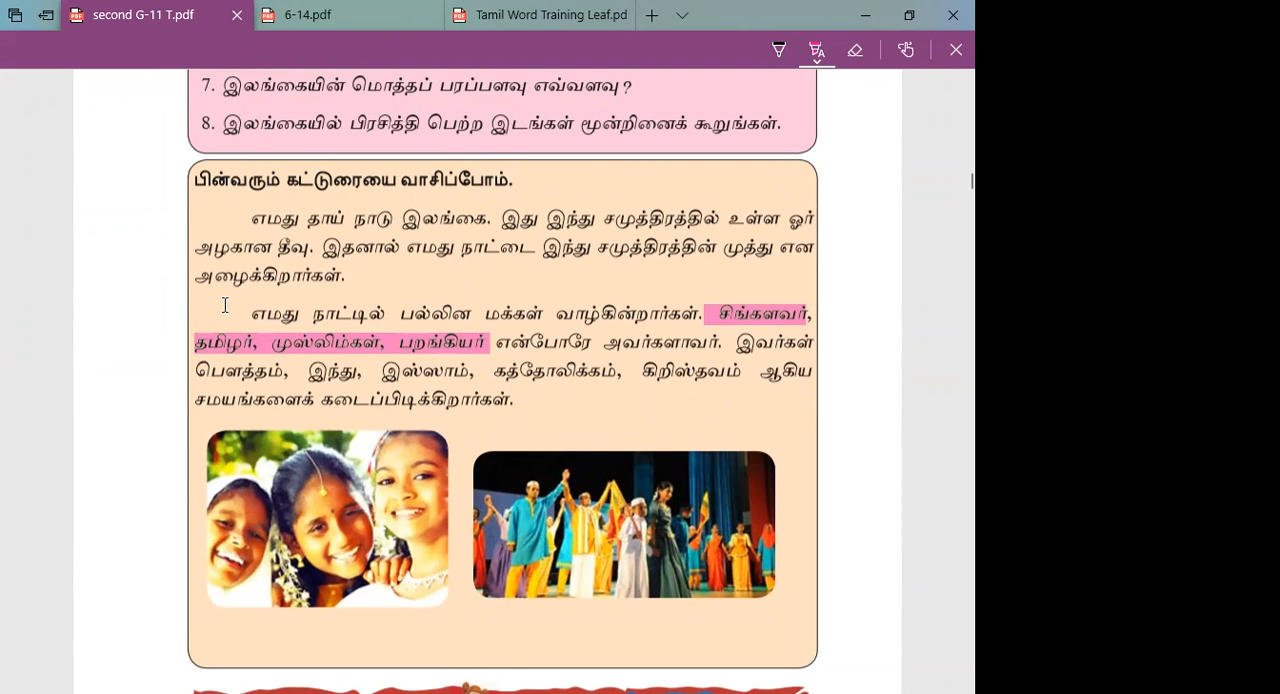 second G-11 T.pdf
6-14.pdf
Tamil Word Training Leaf.pd
7. இலங்கையின் மொத்தப் பரப்பளவு எவ்வளவு?
8. இலங்கையில் பிரசித்தி பெற்ற இடங்கள் மூன்றினைக் கூறுங்கள்.
பின்வரும் கட்டுரையை வாசிப்போம்.
எமது தாய் நாடு இலங்கை. இது இந்து சமுத்திரத்தில் உள்ள ஓர்
அழகான தீவு. இதனால் எமது நாட்டை இந்து சமுத்திரத்தின் முத்து என
அழைக்கிறார்கள்.
எமது நாட்டில் பல்லின மக்கள் வாழ்கின்றார்கள். சிங்களவர்,
தமிழர், முஸ்லிம்கள், பறங்கியர் என்போரே அவர்களாவர். இவர்கள்
பௌத்தம், இந்து, இஸ்லாம், கத்தோலிக்கம், கிறிஸ்தவம் ஆகிய
சமயங்களைக் கடைப்பிடிக்கிறார்கள்.